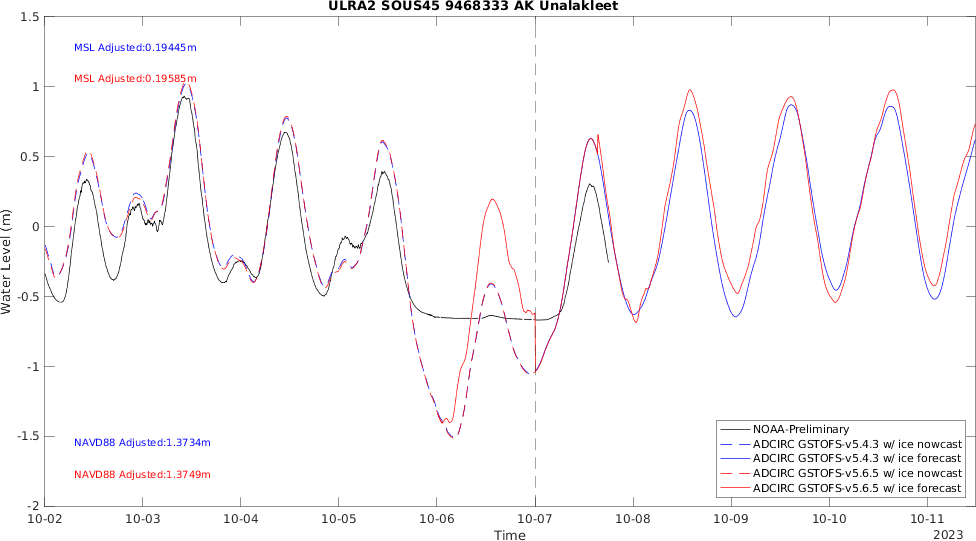 ULRA2 SOUS45 9468333 AK Unalakleet
1.5
MSL Adjusted:0.19445m
MSL Adjusted:0.19585m
1
0.5
0
-0.5
-1
-1.5
-2
Water Level (m)
NAVD88 Adjusted:1.3734m
NAVD88 Adjusted:1.3749m
NOAA-Preliminary
ADCIRC GSTOFS-v5.4.3 w/ ice nowcast
ADCIRC GSTOFS-v5.4.3 w/ ice forecast
ADCIRC GSTOFS-v5.6.5 w/ ice nowcast
ADCIRC GSTOFS-v5.6.5 w/ ice forecast
10-02 10-03 10-04 10-05 10-06 10-07 10-08 10-09 10-10 10-11
Time
2023